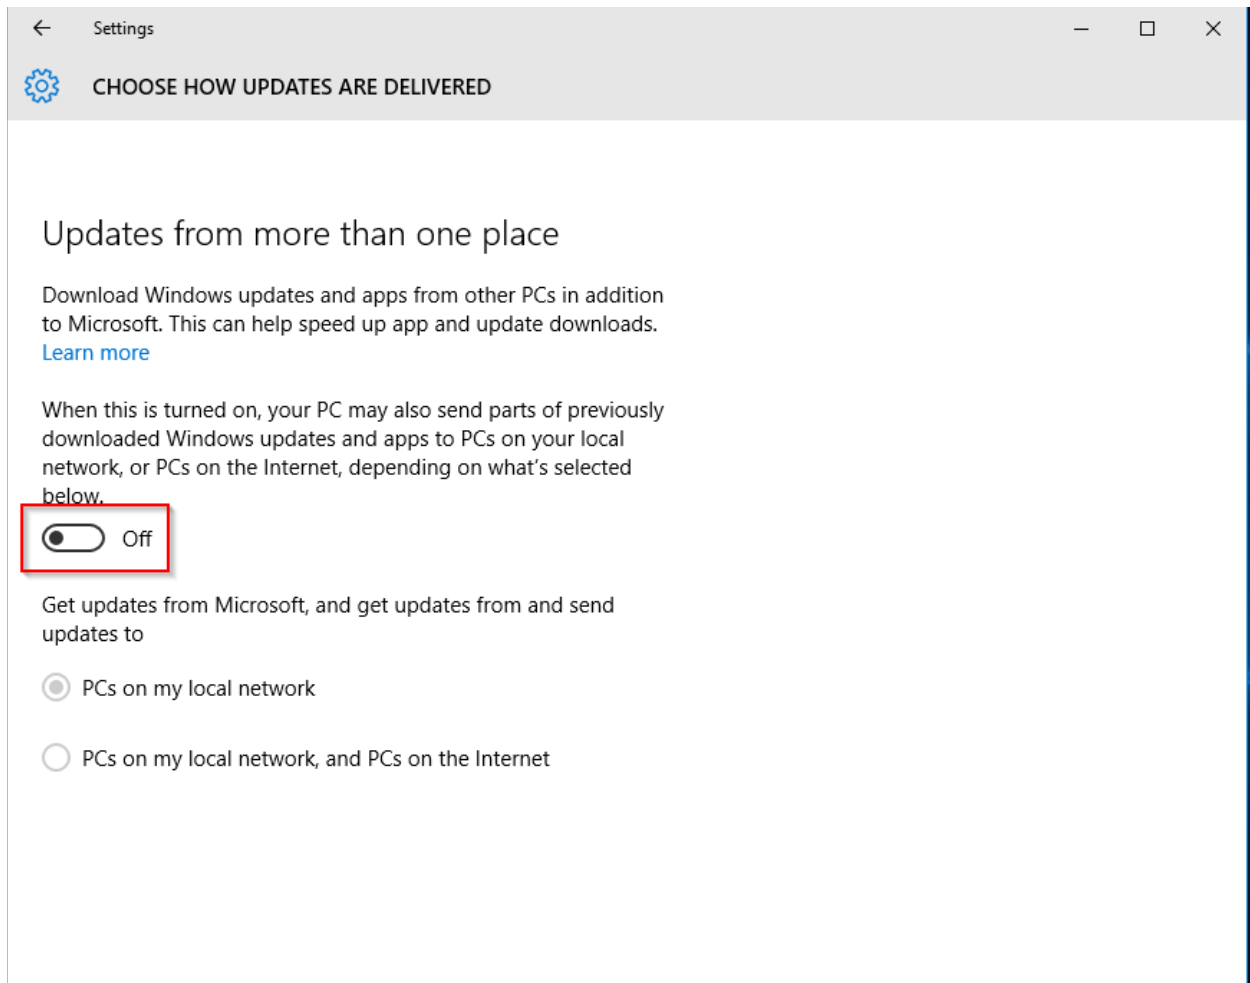 Settings
CHOOSE HOW UPDATES ARE DELIVERED
Updates from more than one place
Download Windows updates and apps from other PCs in addition
to Microsoft. This can help speed up app and update downloads.
Learn more
When this is turned on, your PC may also send parts of previously
downloaded Windows updates and apps to PCs on your local
network, or PCs on the Internet, depending on what’s selected
below.
Off
Get updates from Microsoft, and get updates from and send
updates to
PCs on my local network
PCs on my local network, and PCs on the Internet